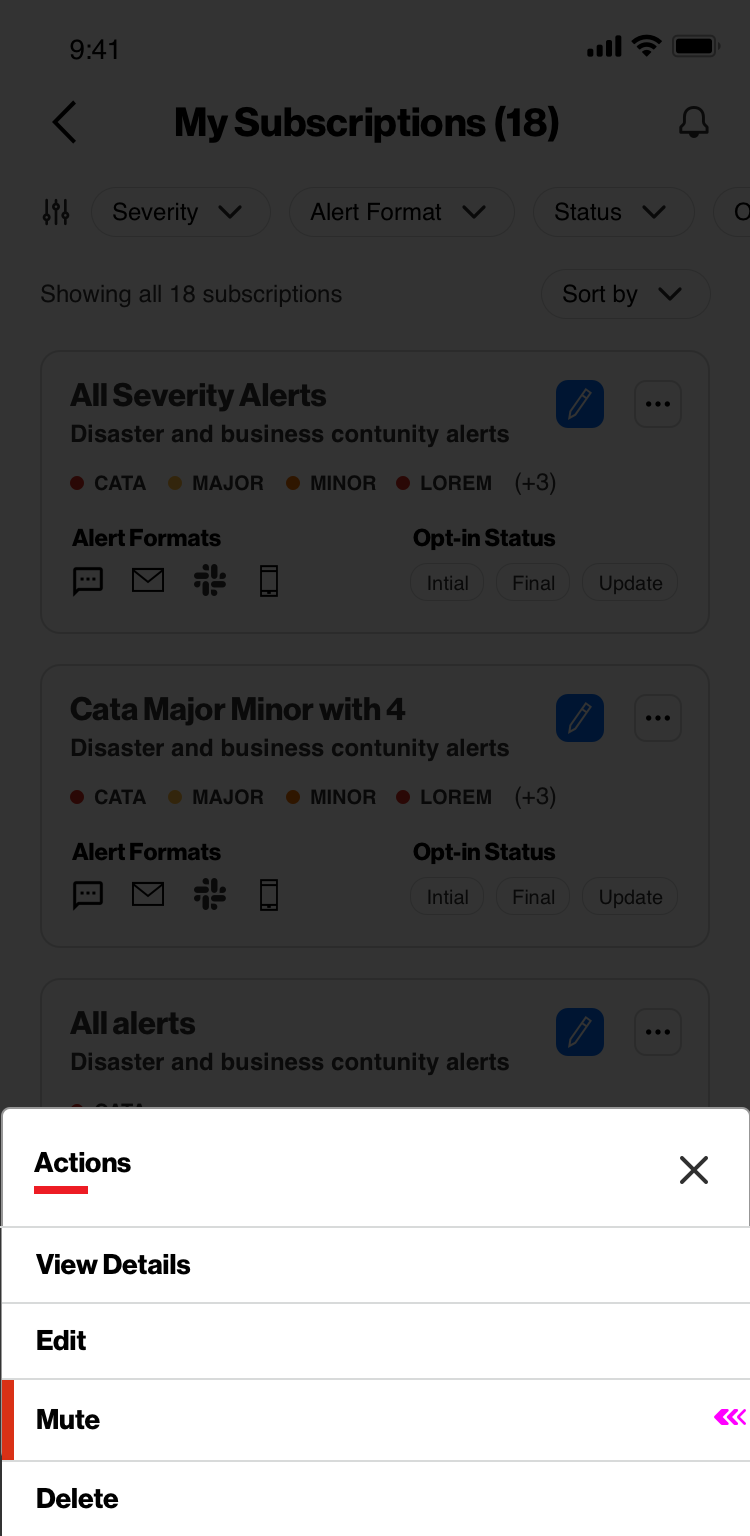 9:41
My Subscriptions (18)
Severity Alert Format Status
Showing all 18 subscriptions Sort by
All Severity Alerts
Disaster and business contunity alerts
CATA MAJOR MINOR LOREM (+3)
Alert Formats Opt-in Status
Intial Final Update
Cata Major Minor with 4
Disaster and business contunity alerts
CATA MAJOR MINOR LOREM (+3)
Alert Formats Opt-in Status
Intial Final Update
All alerts
Disaster and business contunity alerts
CATA
Actions
View Details
Edit
Mute
Delete